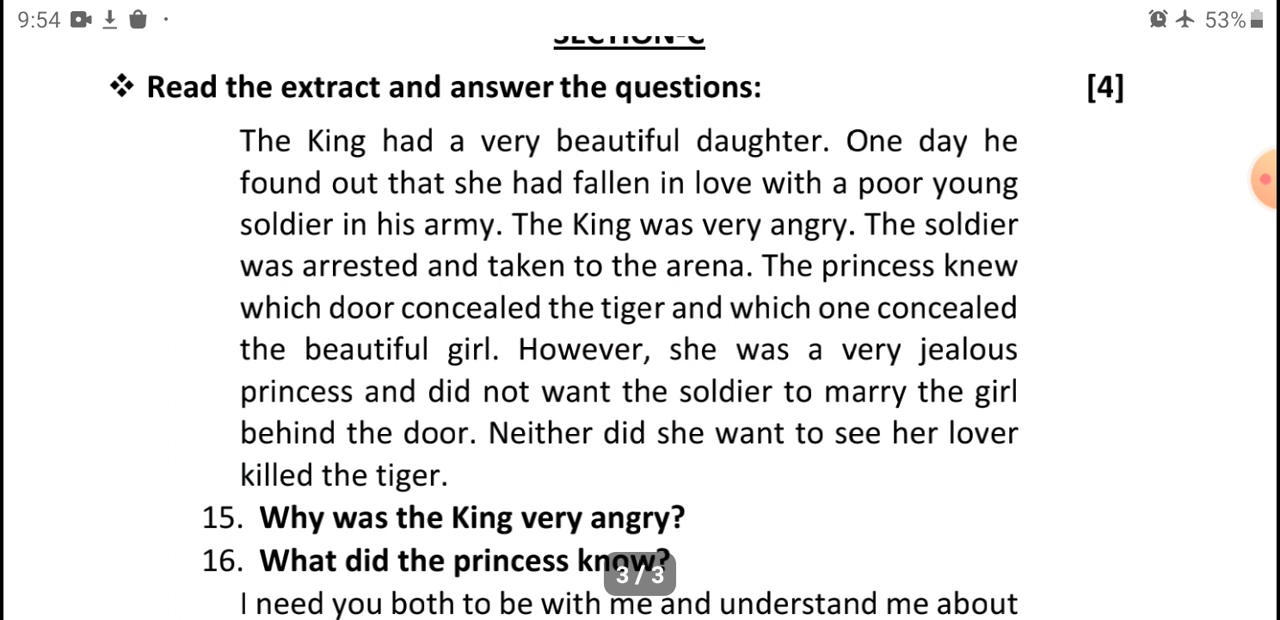 9:54
53%
SECTION-C
❖ Read the extract and answer the questions: [4]
The King had a very beautiful daughter. One day he
found out that she had fallen in love with a poor young
soldier in his army. The King was very angry. The soldier
was arrested and taken to the arena. The princess knew
which door concealed the tiger and which one concealed
the beautiful girl. However, she was a very jealous
princess and did not want the soldier to marry the girl
behind the door. Neither did she want to see her lover
killed the tiger.
15. Why was the King very angry?
16. What did the princess know?
3 / 3
I need you both to be with me and understand me about